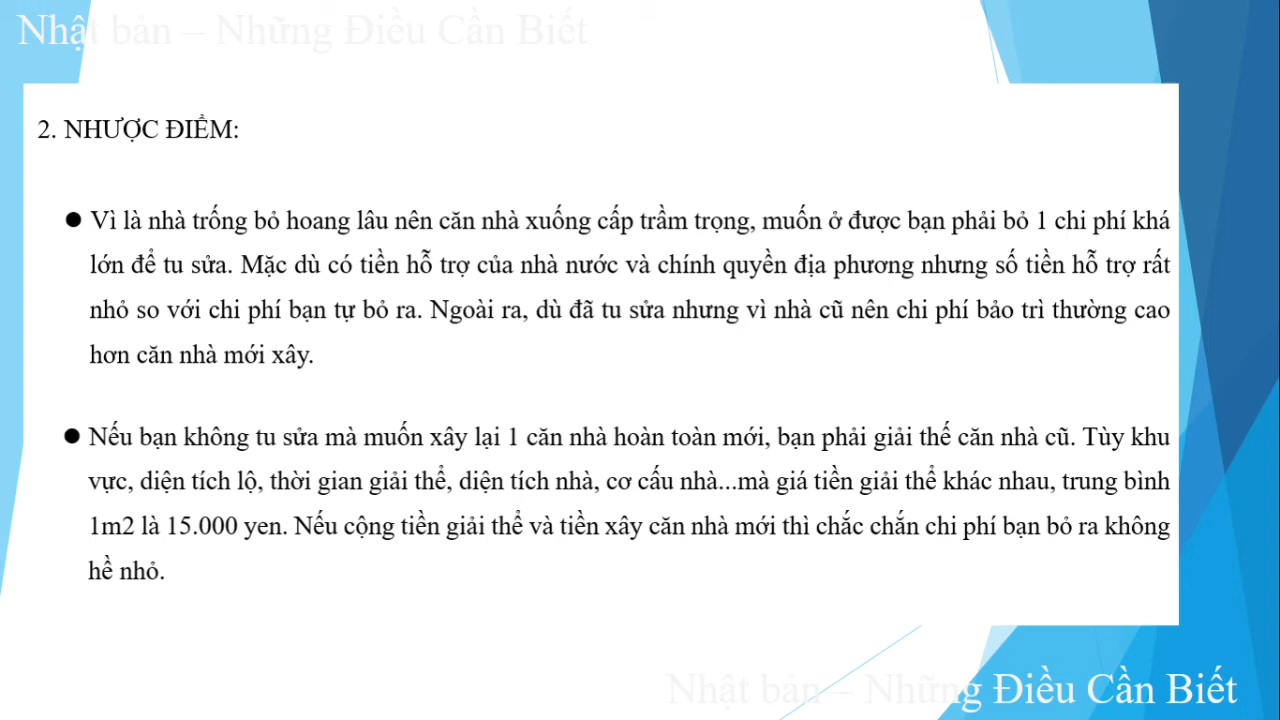 Nhật bản – Những Điều Cần Biết
2. NHƯỢC ĐIỂM:
● Vì là nhà trống bỏ hoang lâu nên căn nhà xuống cấp trầm trọng, muốn ở được bạn phải bỏ 1 chi phí khá
lớn để tu sửa. Mặc dù có tiền hỗ trợ của nhà nước và chính quyền địa phương nhưng số tiền hỗ trợ rất
nhỏ so với chi phí bạn tự bỏ ra. Ngoài ra, dù đã tu sửa nhưng vì nhà cũ nên chi phí bảo trì thường cao
hơn căn nhà mới xây.
● Nếu bạn không tu sửa mà muốn xây lại 1 căn nhà hoàn toàn mới, bạn phải giải thế căn nhà cũ. Tùy khu
vực, diện tích lộ, thời gian giải thể, diện tích nhà, cơ cấu nhà...mà giá tiền giải thể khác nhau, trung bình
1m2 là 15.000 yen. Nếu cộng tiền giải thể và tiền xây căn nhà mới thì chắc chắn chi phí bạn bỏ ra không
hề nhỏ.
Nhật bản – Những Điều Cần Biết